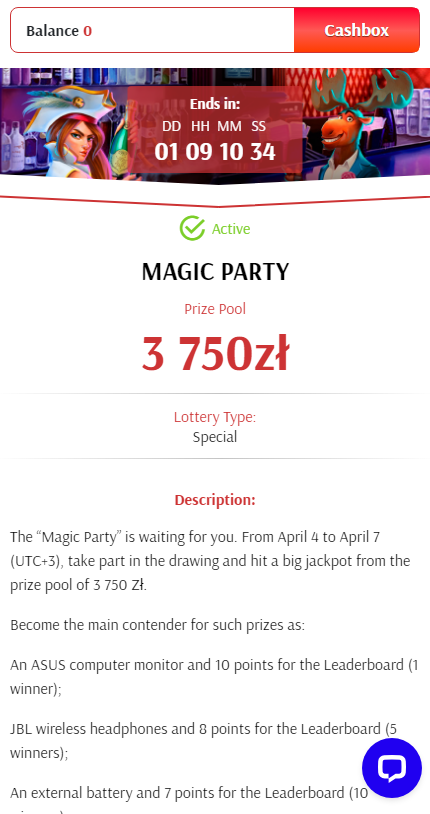 Balance 0
Cashbox
Ends in:
DD HH MM SS
01 09 10 34
Active
MAGIC PARTY
Prize Pool
3 750zł
Lottery Type:
Special
Description:
The “Magic Party” is waiting for you. From April 4 to April 7
(UTC+3), take part in the drawing and hit a big jackpot from the
prize pool of 3 750 Zł.
Become the main contender for such prizes as:
An ASUS computer monitor and 10 points for the Leaderboard (1
winner);
JBL wireless headphones and 8 points for the Leaderboard (5
winners);
An external battery and 7 points for the Leaderboard (10